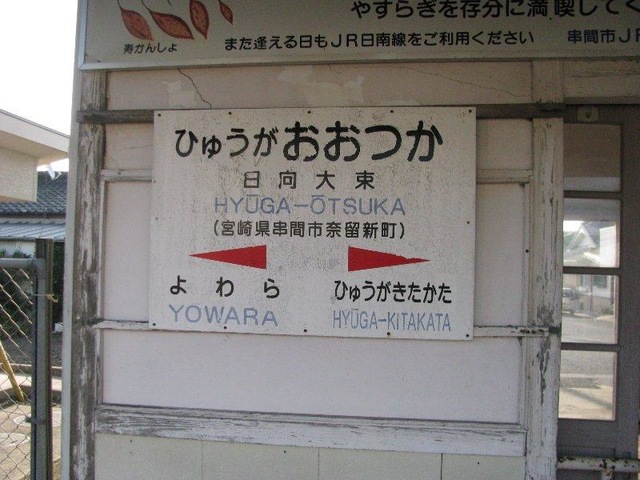 やすらぎを存分に満喫してく
寿かんしょ
また逢える日もJR日南線をご利用ください
串間市JR
ひゅうがおおつか
日向大束
HYŪGA-ŌTSUKA
(宮崎県串間市奈留新町)
よわら ひゅうがきたかた
YOWARA HYŪGA-KITAKATA